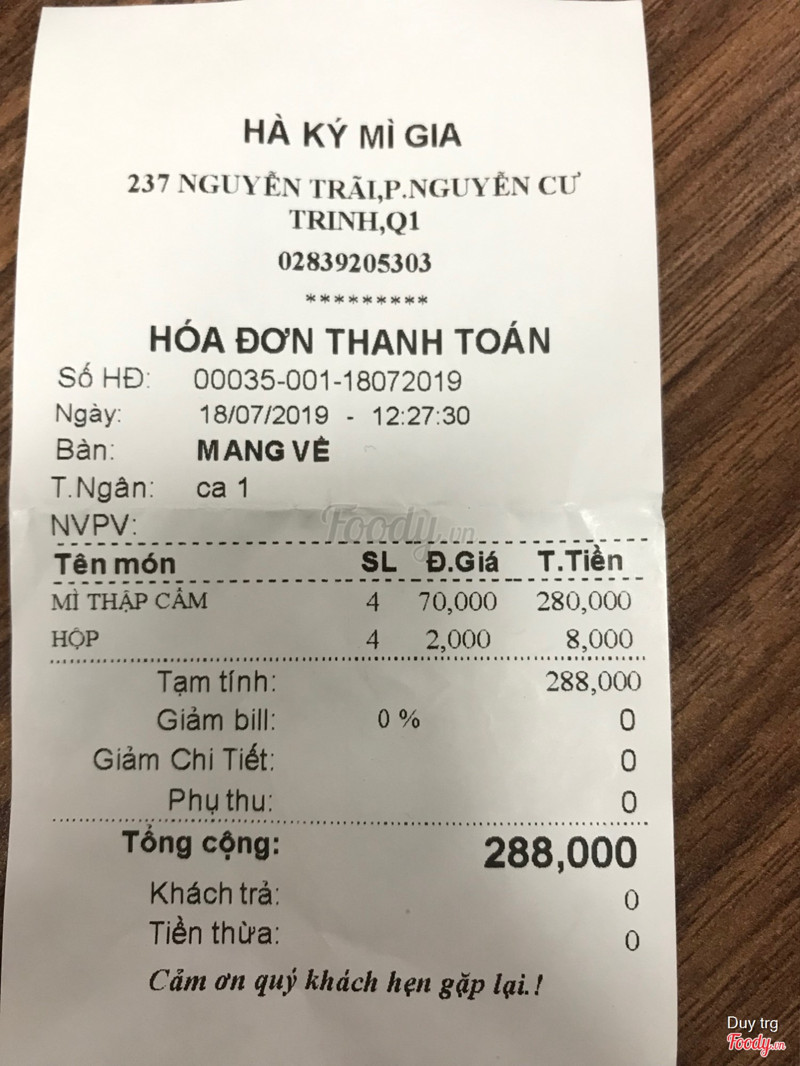 HÀ KÝ MÌ GIA
237 NGUYỄN TRÃI,P.NGUYỄN CƯ
TRINH,Q1
02839205303
*********
HÓA ĐƠN THANH TOÁN
Số HĐ: 00035-001-18072019
Ngày: 18/07/2019 - 12:27:30
Bàn: MANG VỀ
T.Ngân: ca 1
NVPV:
Foody.vn
Tên món SL Đ.Giá T.Tiền
MÌ THẬP CẨM 4 70,000 280,000
HỘP 4 2,000 8,000
Tạm tính: 288,000
Giảm bill: 0 % 0
Giảm Chi Tiết: 0
Phụ thu: 0
Tổng cộng: 288,000
Khách trả: 0
Tiền thừa: 0
Cảm ơn quý khách hẹn gặp lại.!
Duy trg
Foody.vn